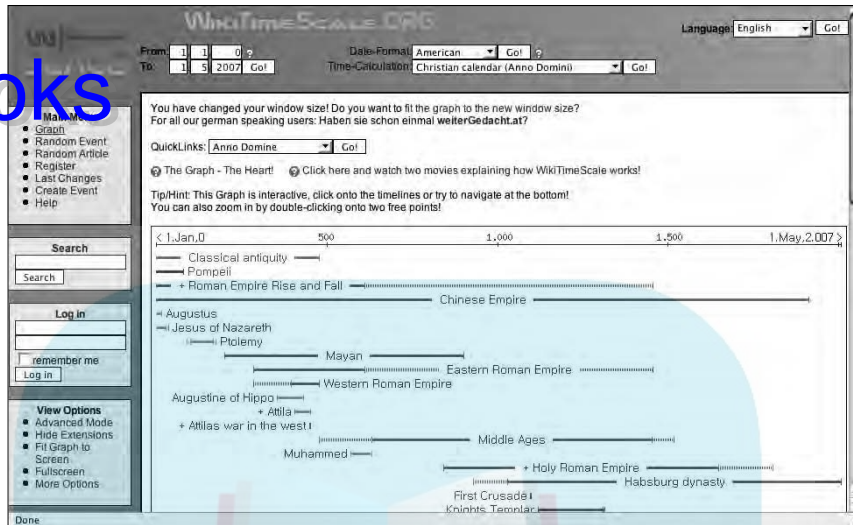 WikiTimeScale.ORG
Language: English Go!
From: 1 1 0 ?
Date-Format: American Go! ?
To: 1 5 2007 Go!
Time-Calculation: Christian calendar (Anno Domini) Go!
oks
Main Me
Graph
Random Event
Random Article
Register
Last Changes
Create Event
Help
Search
Search
Log in
remember me
Log in
View Options
Advanced Mode
Hide Extensions
Fit Graph to
Screen
Fullscreen
More Options
You have changed your window size! Do you want to fit the graph to the new window size?
For all our german speaking users: Haben sie schon einmal weiterGedacht.at?
QuickLinks: Anno Domine Go!
? The Graph - The Heart! ? Click here and watch two movies explaining how WikiTimeScale works!
Tip/Hint: This Graph is interactive, click onto the timelines or try to navigate at the bottom!
You can also zoom in by double-clicking onto two free points!
< 1.Jan,0 500 1.000 1.500 1.May,2.007 >
Classical antiquity
Pompeii
+ Roman Empire Rise and Fall
Chinese Empire
Augustus
Jesus of Nazareth
Ptolemy
Mayan
Eastern Roman Empire
Western Roman Empire
Augustine of Hippo
+ Attila
+ Attilas war in the west
Middle Ages
Muhammed
+ Holy Roman Empire
Habsburg dynasty
First Crusade
Knights Templar
Done